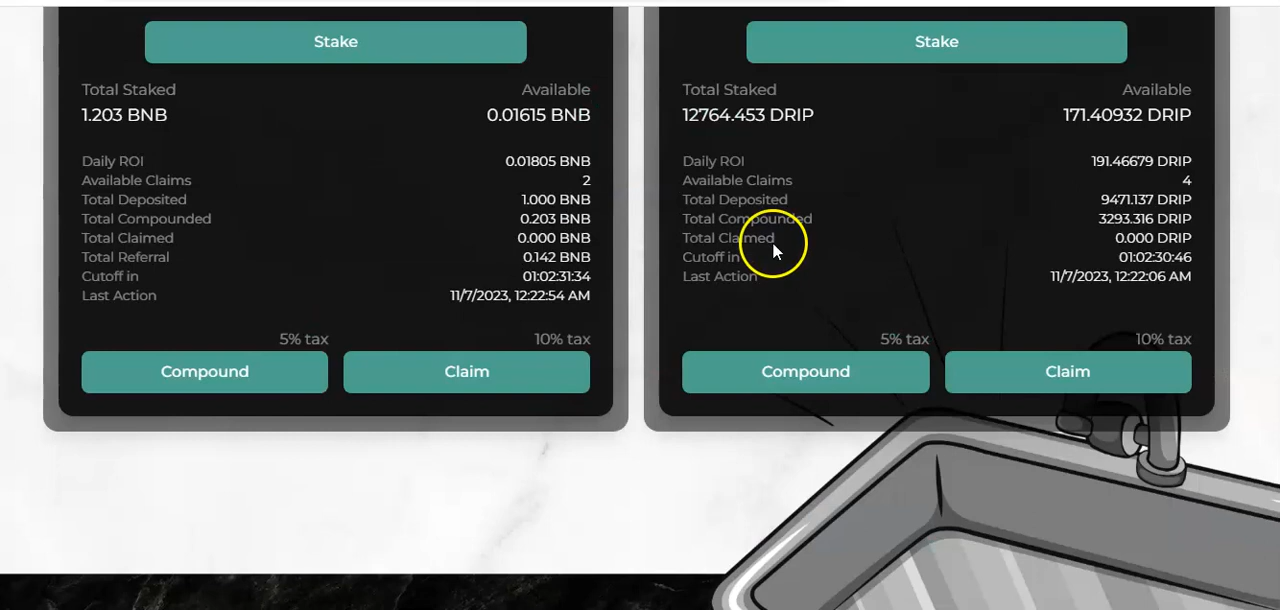 Stake
Total Staked Available
1.203 BNB 0.01615 BNB
Daily ROI 0.01805 BNB
Available Claims 2
Total Deposited 1.000 BNB
Total Compounded 0.203 BNB
Total Claimed 0.000 BNB
Total Referral 0.142 BNB
Cutoff in 01:02:31:34
Last Action 11/7/2023, 12:22:54 AM
5% tax 10% tax
Compound Claim
Stake
Total Staked Available
12764.453 DRIP 171.40932 DRIP
Daily ROI 191.46679 DRIP
Available Claims 4
Total Deposited 9471.137 DRIP
Total Compounded 3293.316 DRIP
Total Claimed 0.000 DRIP
Cutoff in 01:02:30:46
Last Action 11/7/2023, 12:22:06 AM
5% tax 10% tax
Compound Claim